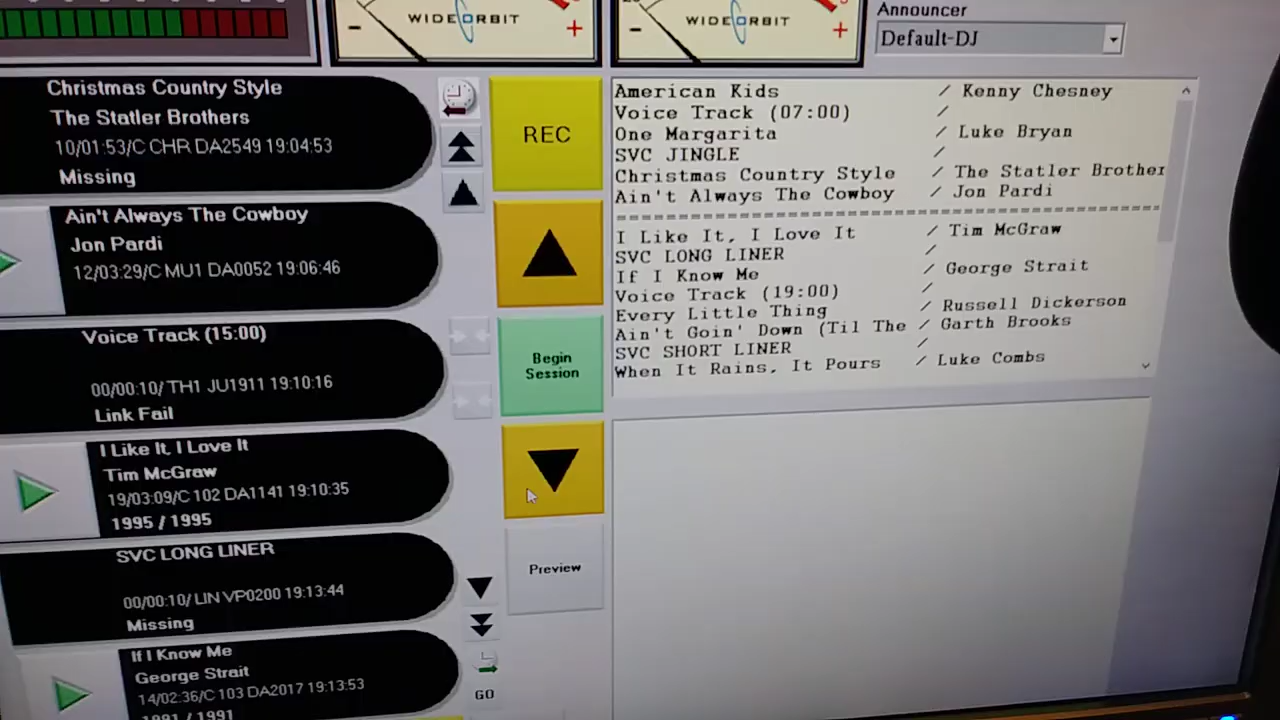 WIDEORBIT
WIDEORBIT
Announcer
Default-DJ
Christmas Country Style
The Statler Brothers
10/01:53/C CHR DA2549 19:04:53
Missing
Ain't Always The Cowboy
Jon Pardi
12/03:29/C MU1 DA0052 19:06:46
Voice Track (15:00)
00/00:10/ TH1 JU1911 19:10:16
Link Fail
I Like It, I Love It
Tim McGraw
19/03:09/C 102 DA1141 19:10:35
1995 / 1995
SVC LONG LINER
00/00:10/ LIN VP0200 19:13:44
Missing
If I Know Me
George Strait
14/02:36/C 103 DA2017 19:13:53
1991 / 1991
REC
Begin
Session
Preview
GO
American Kids / Kenny Chesney
Voice Track (07:00) /
One Margarita / Luke Bryan
SVC JINGLE /
Christmas Country Style / The Statler Brother
Ain't Always The Cowboy / Jon Pardi
I Like It, I Love It / Tim McGraw
SVC LONG LINER /
If I Know Me / George Strait
Voice Track (19:00) /
Every Little Thing / Russell Dickerson
Ain't Goin' Down (Til The / Garth Brooks
SVC SHORT LINER /
When It Rains, It Pours / Luke Combs